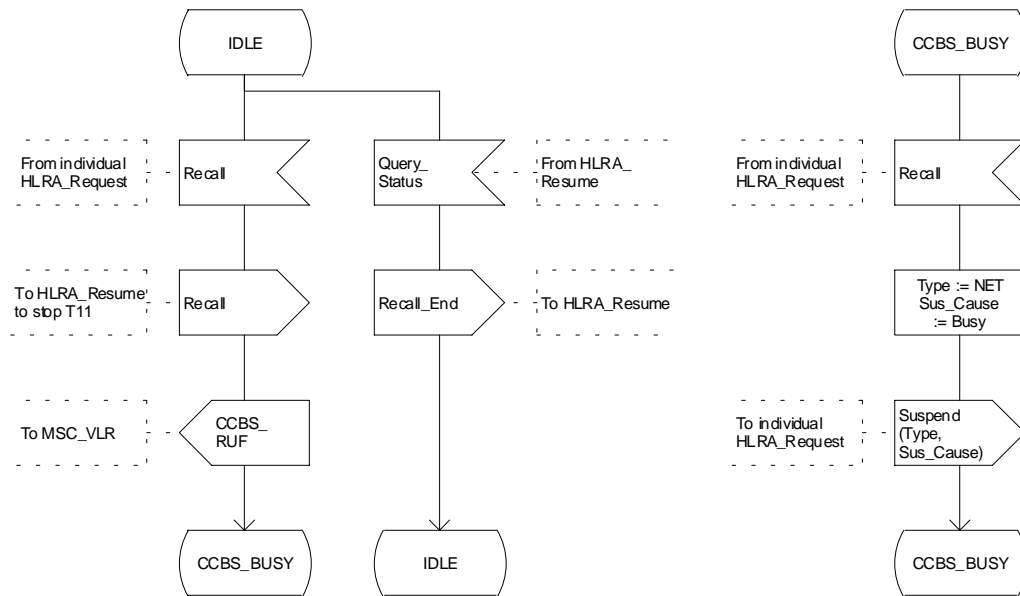 IDLE
CCBS_BUSY
From individual
HLRA_Request
Recall
Query_
Status
From HLRA_
Resume
From individual
HLRA_Request
Recall
To HLRA_Resume
to stop T11
Recall
Recall_End
To HLRA_Resume
Type := NET
Sus_Cause
:= Busy
To MSC_VLR
CCBS_
RUF
To individual
HLRA_Request
Suspend
(Type,
Sus_Cause)
CCBS_BUSY
IDLE
CCBS_BUSY